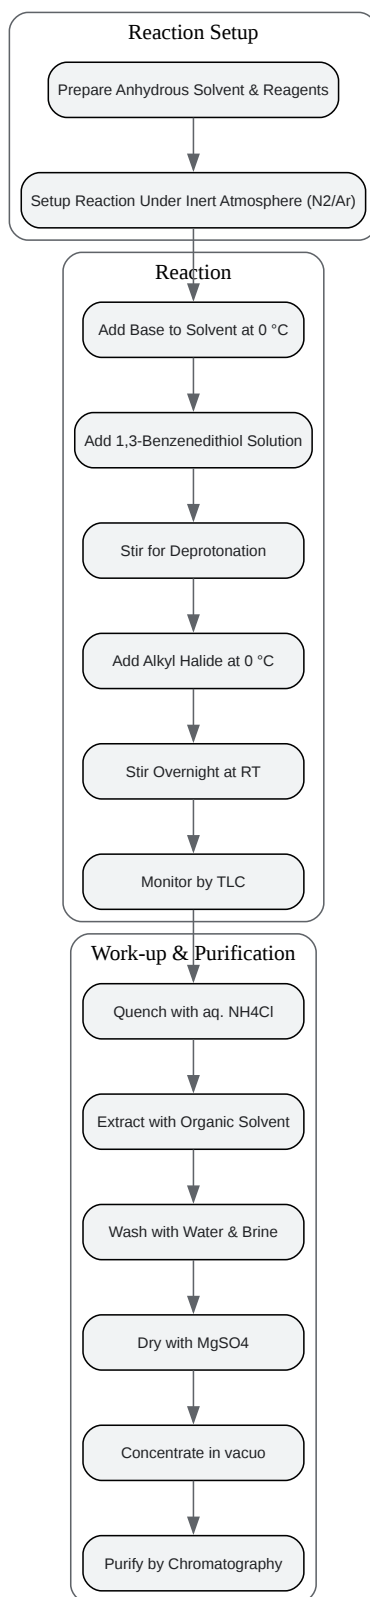 Reaction Setup
Prepare Anhydrous Solvent & Reagents
Setup Reaction Under Inert Atmosphere (N2/Ar)
Reaction
Add Base to Solvent at 0 °C
Add 1,3-Benzenedithiol Solution
Stir for Deprotonation
Add Alkyl Halide at 0 °C
Stir Overnight at RT
Monitor by TLC
Work-up & Purification
Quench with aq. NH4Cl
Extract with Organic Solvent
Wash with Water & Brine
Dry with MgSO4
Concentrate in vacuo
Purify by Chromatography